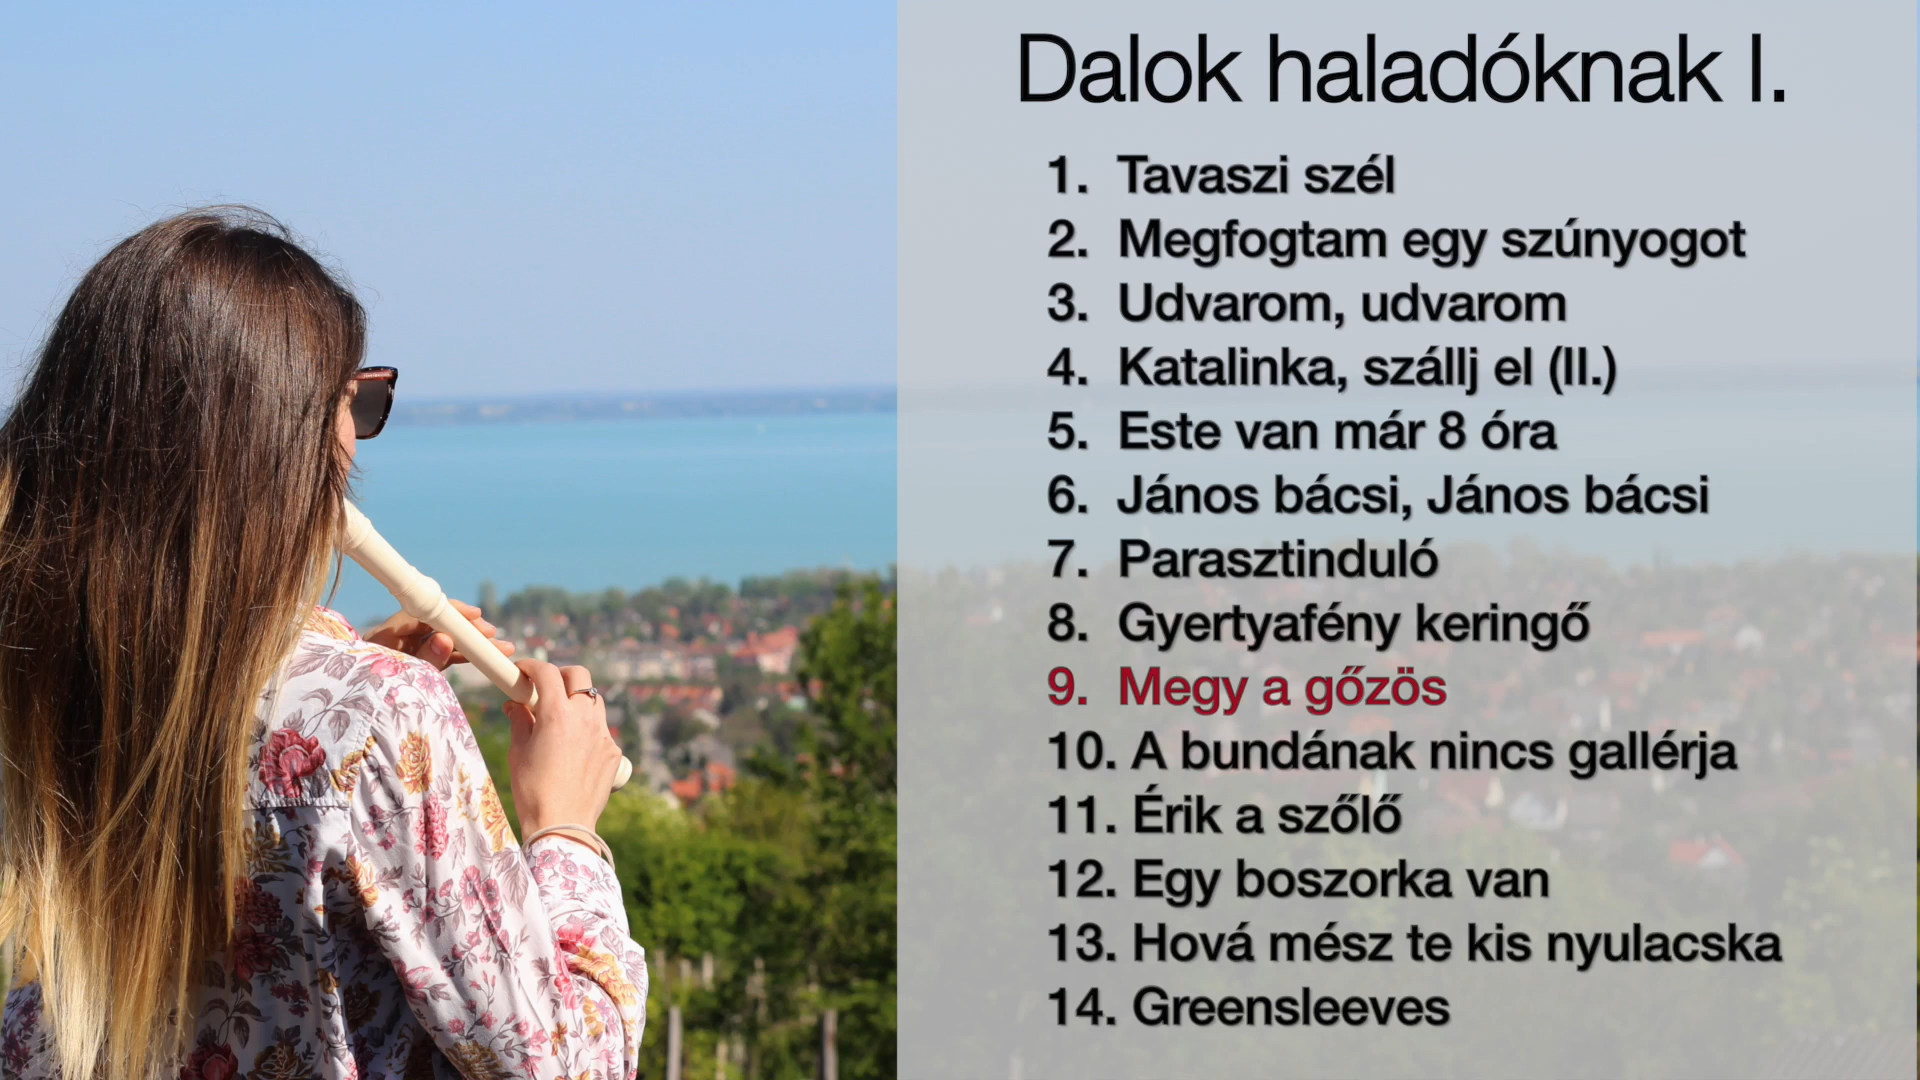 Dalok haladóknak I.
1. Tavaszi szél
2. Megfogtam egy szúnyogot
3. Udvarom, udvarom
4. Katalinka, szállj el (II.)
5. Este van már 8 óra
6. János bácsi, János bácsi
7. Parasztinduló
8. Gyertyafény keringő
9. Megy a gőzös
10. A bundának nincs gallérja
11. Érik a szőlő
12. Egy boszorka van
13. Hová mész te kis nyulacska
14. Greensleeves